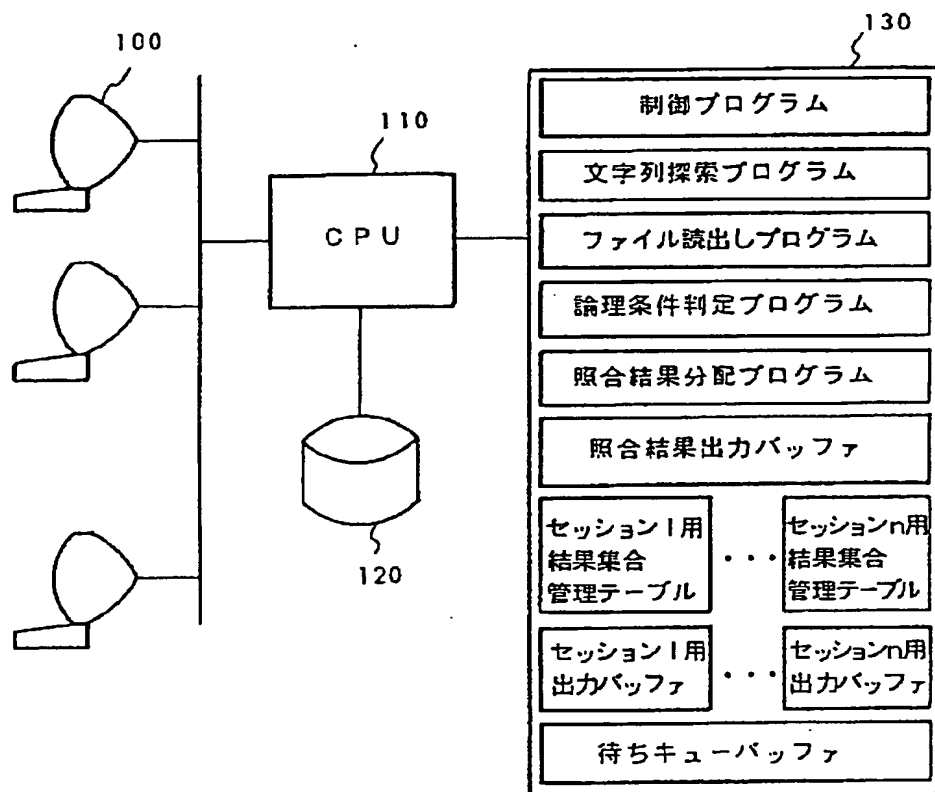 100
130
制御プログラム
110
文字列探索プログラム
CPU
ファイル読出しプログラム
論理条件判定プログラム
照合結果分配プログラム
照合結果出力バッファ
120
セッション1用
結果集合
管理テーブル
・・・
セッションn用
結果集合
管理テーブル
セッション1用
出力バッファ
・・・
セッションn用
出力バッファ
待ちキューバッファ